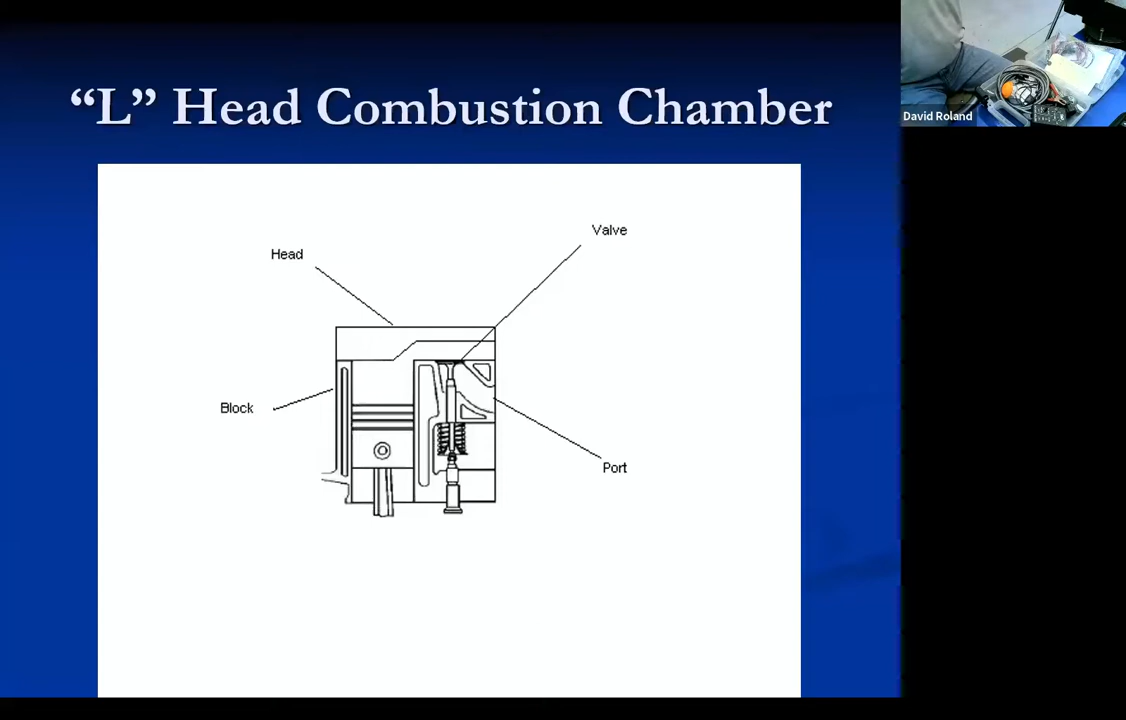 “L” Head Combustion Chamber
David Roland
Valve
Head
Block
Port